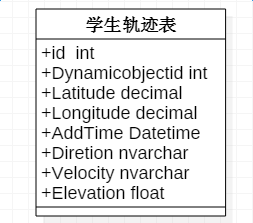 学生轨迹表
+id  int
+Dynamicobjectid int
+Latitude decimal
+Longitude decimal
+AddTime Datetime
+Diretion nvarchar
+Velocity nvarchar
+Elevation float